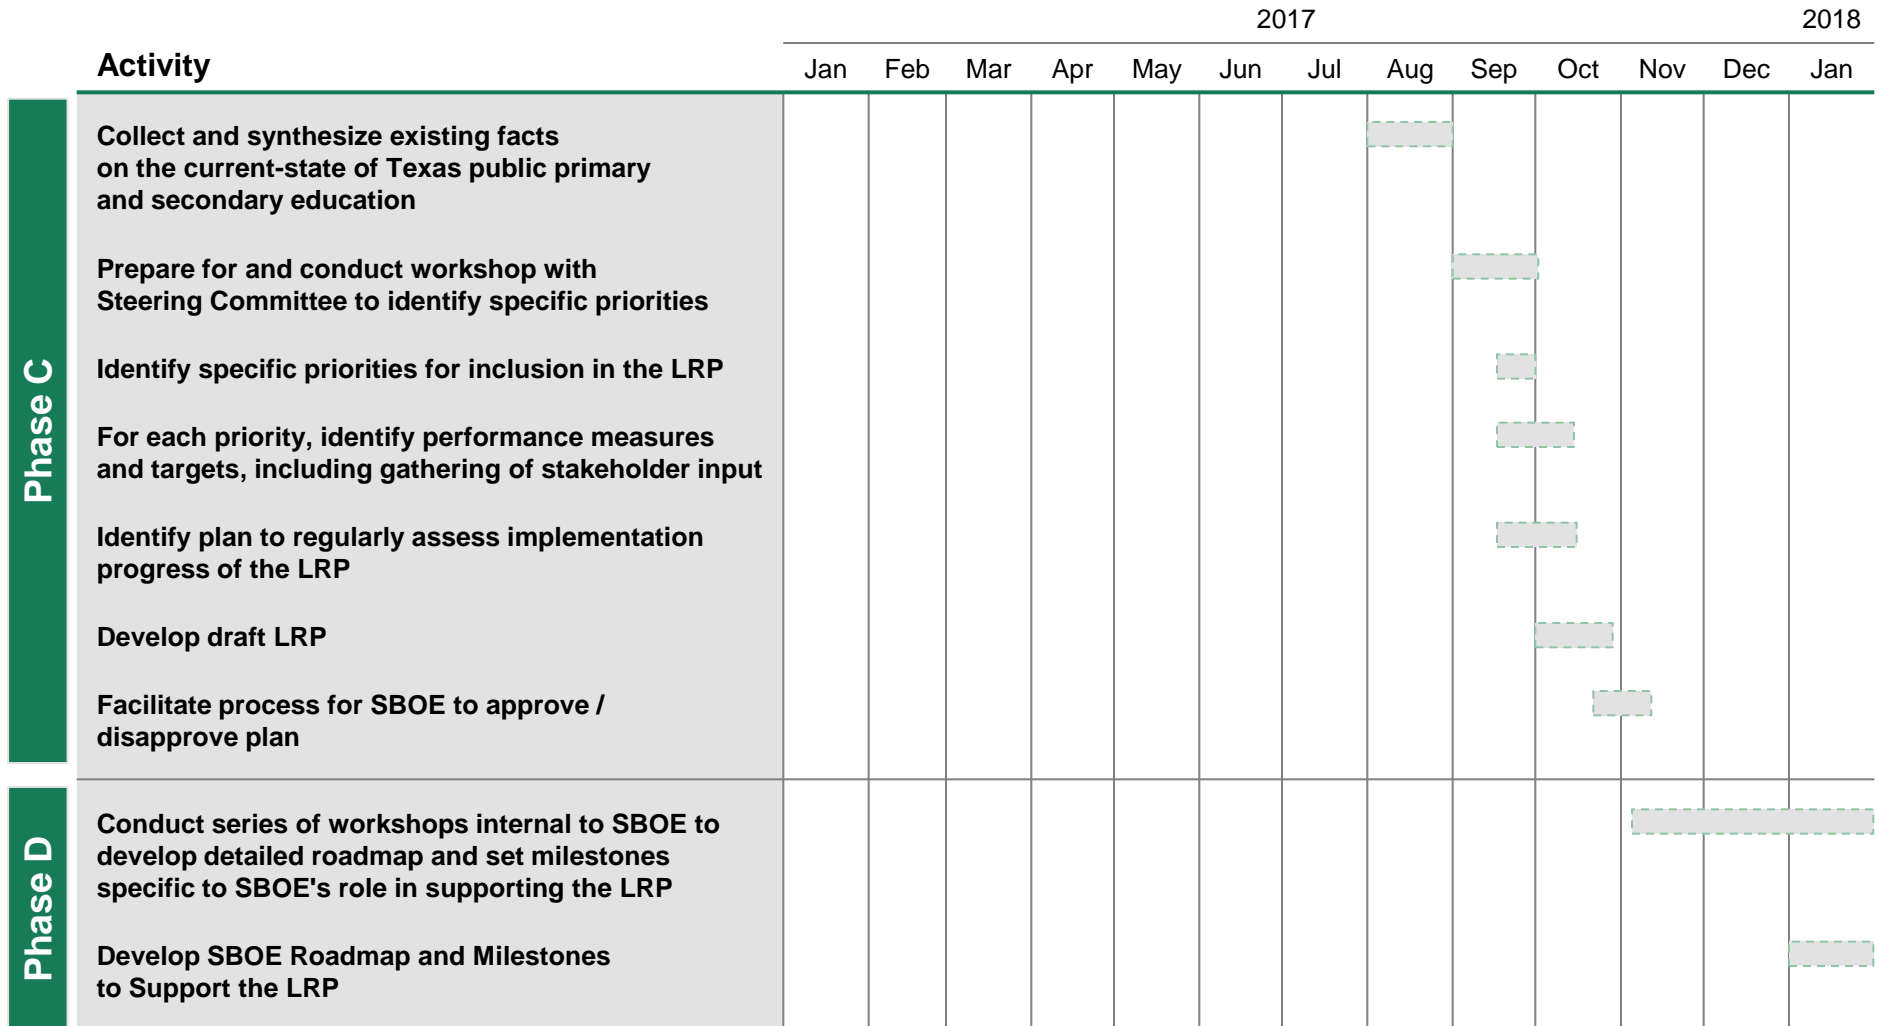 2017 2018
Activity Jan Feb Mar Apr May Jun Jul Aug Sep Oct Nov Dec Jan
Phase C
Collect and synthesize existing facts
on the current-state of Texas public primary
and secondary education
Prepare for and conduct workshop with
Steering Committee to identify specific priorities
Identify specific priorities for inclusion in the LRP
For each priority, identify performance measures
and targets, including gathering of stakeholder input
Identify plan to regularly assess implementation
progress of the LRP
Develop draft LRP
Facilitate process for SBOE to approve /
disapprove plan
Phase D
Conduct series of workshops internal to SBOE to
develop detailed roadmap and set milestones
specific to SBOE's role in supporting the LRP
Develop SBOE Roadmap and Milestones
to Support the LRP